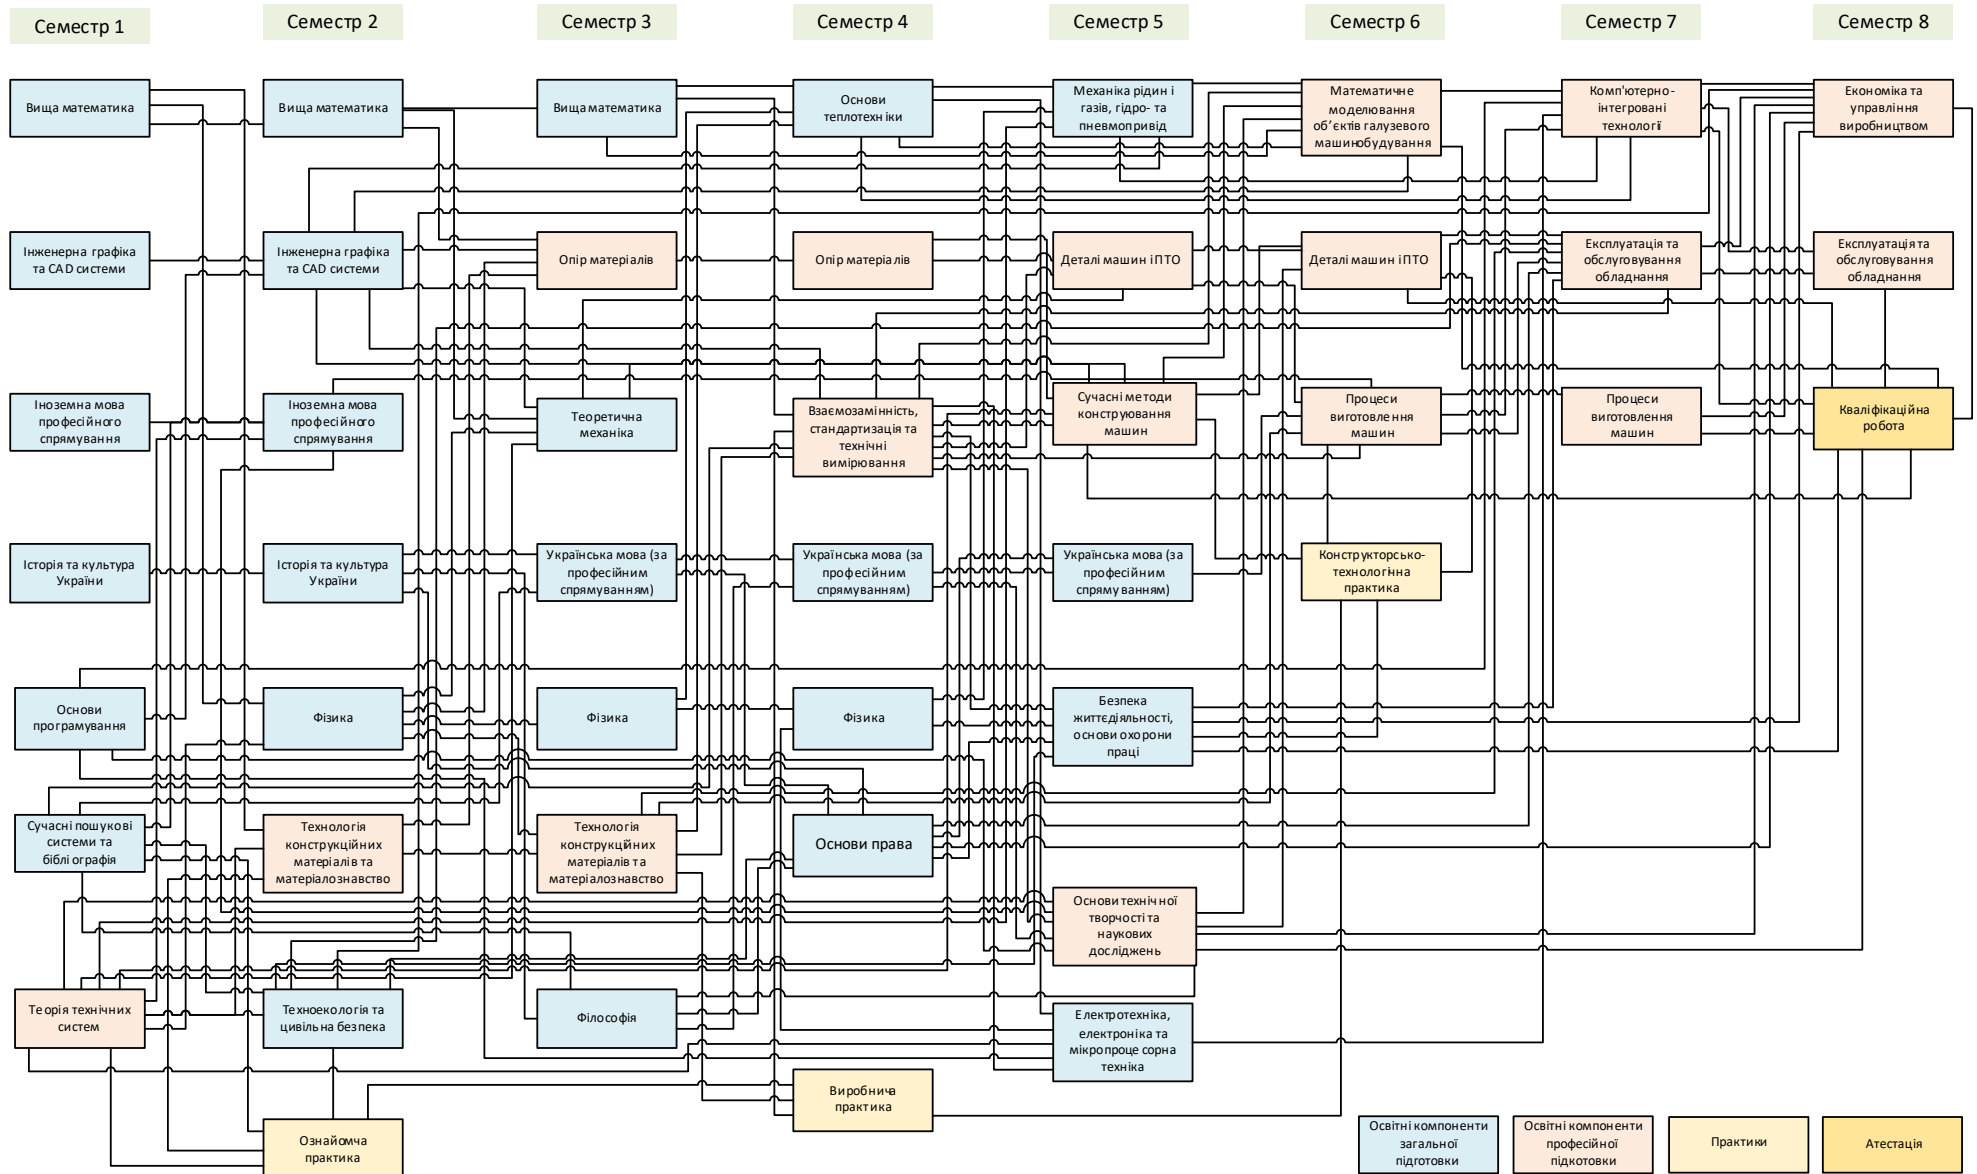 Семестр 1
Семестр 2
Семестр 3
Семестр 4
Семестр 5
Семестр 6
Семестр 7
Семестр 8
Вища математика
Вища математика
Вища математика
Основи
теплотехніки
Механіка рідин і
газів, гідро- та
пневмопривід
Математичне
моделювання
об’єктів галузевого
машинобудування
Комп'ютерно-
інтегровані
технології
Економіка та
управління
виробництвом
Інженерна графіка
та CAD системи
Інженерна графіка
та CAD системи
Опір матеріалів
Опір матеріалів
Деталі машин і ПТО
Деталі машин і ПТО
Експлуатація та
обслуговування
обладнання
Експлуатація та
обслуговування
обладнання
Іноземна мова
професійного
спрямування
Іноземна мова
професійного
спрямування
Теоретична
механіка
Взаємозамінність,
стандартизація та
технічні
вимірювання
Сучасні методи
конструювання
машин
Процеси
виготовлення
машин
Процеси
виготовлення
машин
Кваліфікаційна
робота
Історія та культура
України
Історія та культура
України
Українська мова (за
професійним
спрямуванням)
Українська мова (за
професійним
спрямуванням)
Українська мова (за
професійним
спрямуванням)
Конструкторсько-
технологічна
практика
Основи
програмування
Фізика
Фізика
Фізика
Безпека
життєдіяльності,
основи охорони
праці
Сучасні пошукові
системи та
бібліографія
Технологія
конструкційних
матеріалів та
матеріалознавство
Технологія
конструкційних
матеріалів та
матеріалознавство
Основи права
Основи технічної
творчості та
наукових
досліджень
Теорія технічних
систем
Техноекологія та
цивільна безпека
Філософія
Електротехніка,
електроніка та
мікропроцесорна
техніка
Виробнича
практика
Ознайомча
практика
Освітні компоненти
загальної
підготовки
Освітні компоненти
професійної
підкотовки
Практики
Атестація